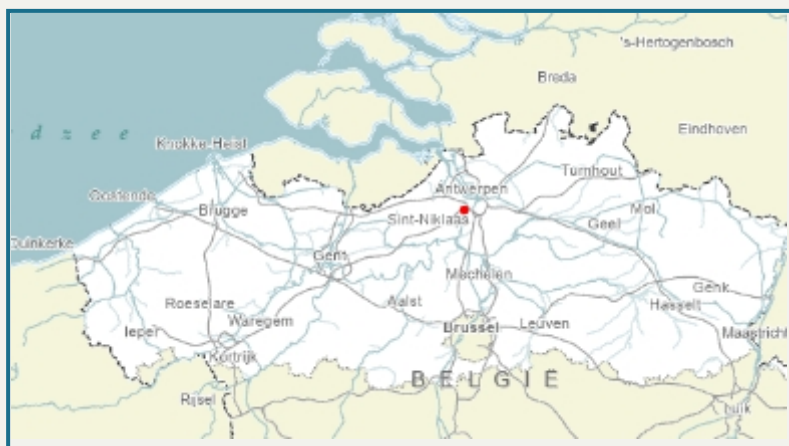 's-Hertogenbosch
Breda
Eindhoven
d z e e
Knokke-Heist
Turnhout
Antwerpen
Oostende
Brugge
Sint-Niklaas
Geel
Mol
Duinkerke
Gent
Mechelen
Genk
Roeselare
Aalst
Hasselt
Waregem
Brussel
Leuven
Ieper
Maastricht
Kortrijk
BELGIË
Rijsel
Luik